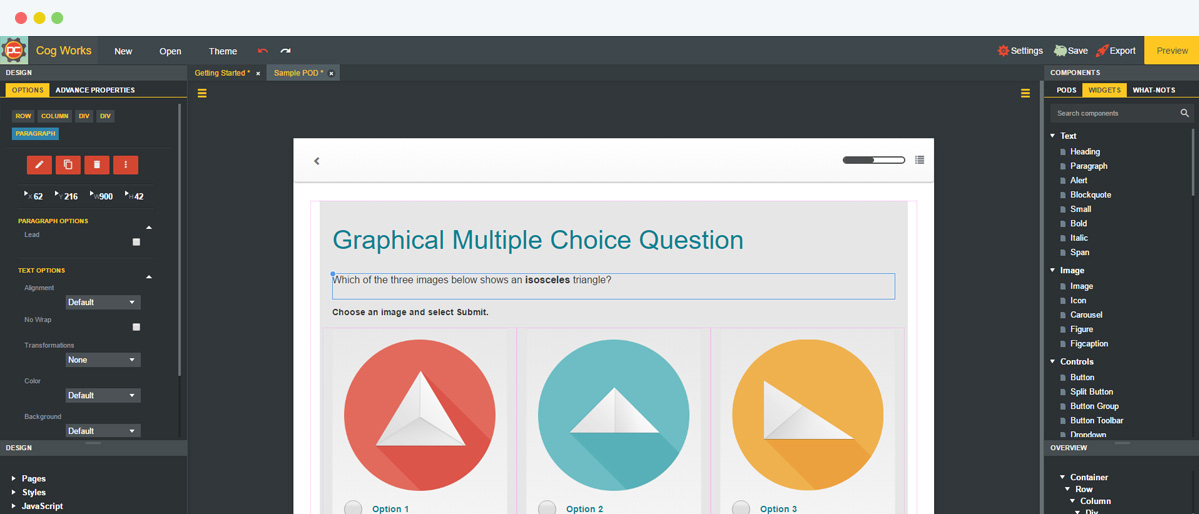 Cog Works New Open Theme Settings Save Export Preview
DESIGN
OPTIONS ADVANCE PROPERTIES
ROW COLUMN DIV DIV
PARAGRAPH
X 62 Y 216 W 900 H 42
PARAGRAPH OPTIONS
Lead
TEXT OPTIONS
Alignment
Default
No Wrap
Transformations
None
Color
Default
Background
Default
DESIGN
Pages
Styles
JavaScript
Getting Started * × Sample POD * ×
Graphical Multiple Choice Question
Which of the three images below shows an isosceles triangle?
Choose an image and select Submit.
Option 1 Option 2 Option 3
COMPONENTS
PODS WIDGETS WHAT-NOTS
Search components
Text
Heading
Paragraph
Alert
Blockquote
Small
Bold
Italic
Span
Image
Image
Icon
Carousel
Figure
Figcaption
Controls
Button
Split Button
Button Group
Button Toolbar
Dropdown
OVERVIEW
Container
Row
Column
Div